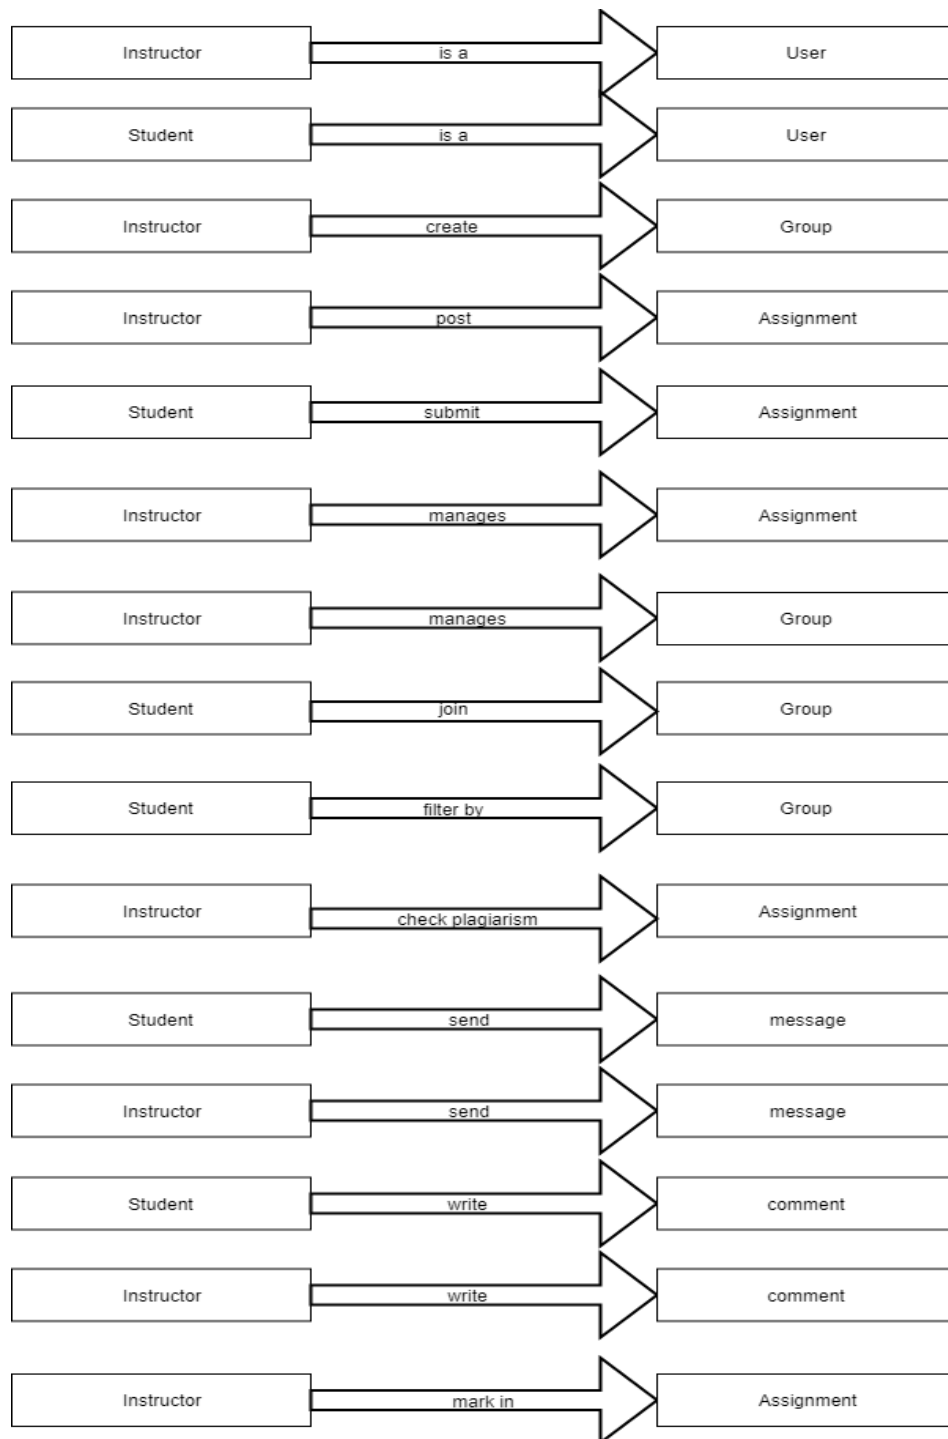 Instructor is a User
Student is a User
Instructor create Group
Instructor post Assignment
Student submit Assignment
Instructor manages Assignment
Instructor manages Group
Student join Group
Student filter by Group
Instructor check plagiarism Assignment
Student send message
Instructor send message
Student write comment
Instructor write comment
Instructor mark in Assignment